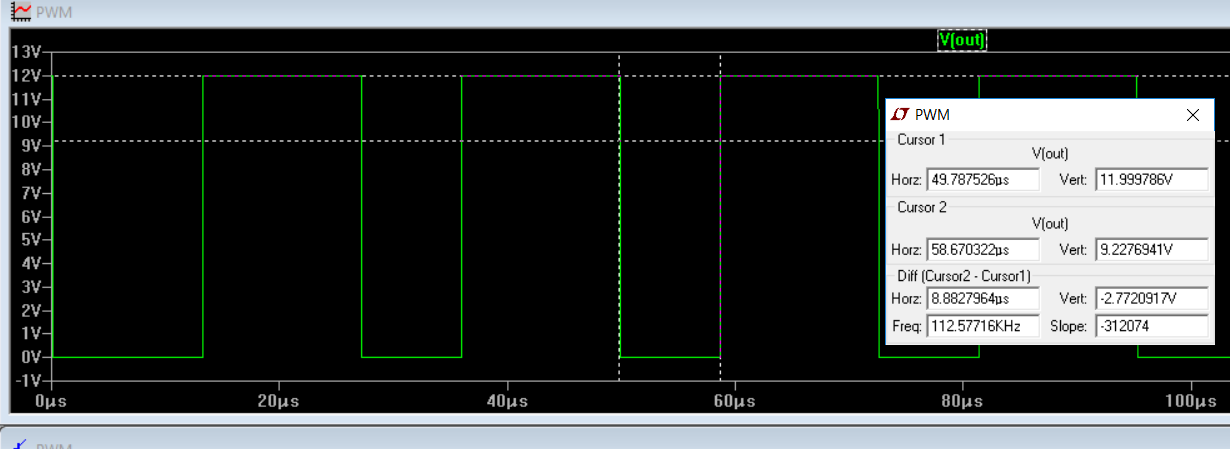 PWM
V(out)
13V
12V
11V
10V
9V
8V
7V
6V
5V
4V
3V
2V
1V
0V
-1V
0µs 20µs 40µs 60µs 80µs 100µs
PWM
Cursor 1
V(out)
Horz: 49.787526µs Vert: 11.999786V
Cursor 2
V(out)
Horz: 58.670322µs Vert: 9.2276941V
Diff (Cursor2 - Cursor1)
Horz: 8.8827964µs Vert: -2.7720917V
Freq: 112.57716KHz Slope: -312074
PWM